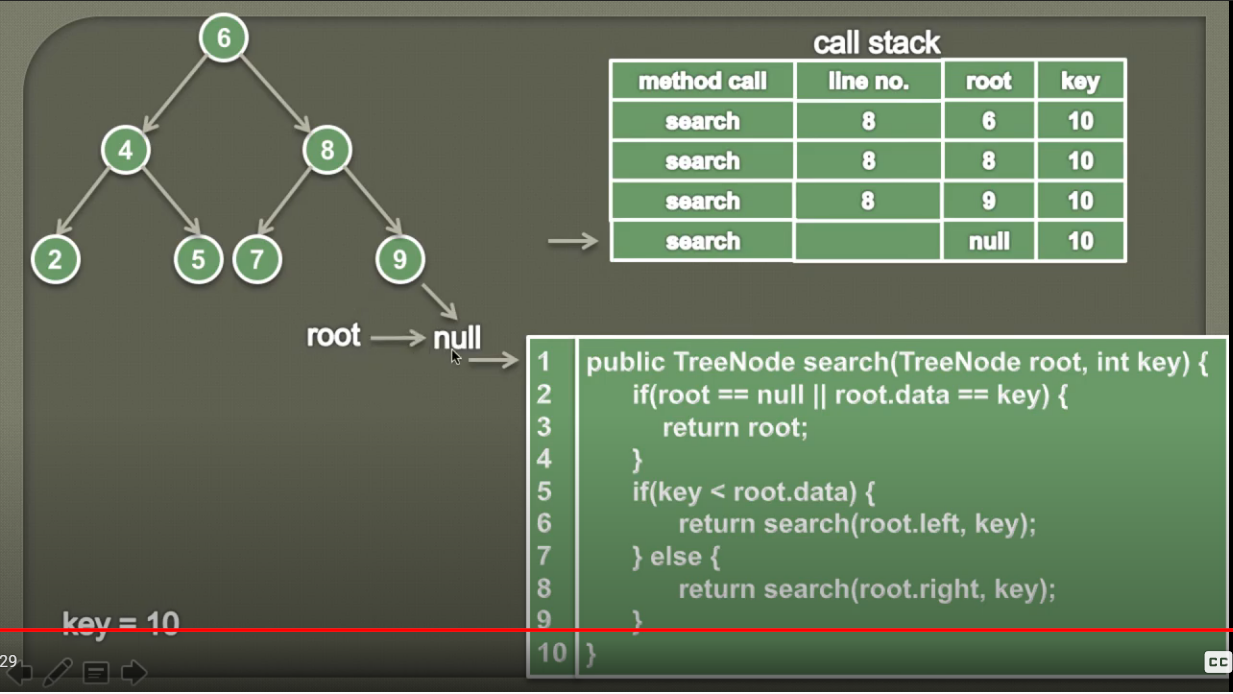 6
4
8
2
5
7
9
root
null
call stack
method call line no. root key
search 8 6 10
search 8 8 10
search 8 9 10
search null 10
1 public TreeNode search(TreeNode root, int key) {
2 if(root == null || root.data == key) {
3 return root;
4 }
5 if(key < root.data) {
6 return search(root.left, key);
7 } else {
8 return search(root.right, key);
9 }
10 }
key = 10
29
CC